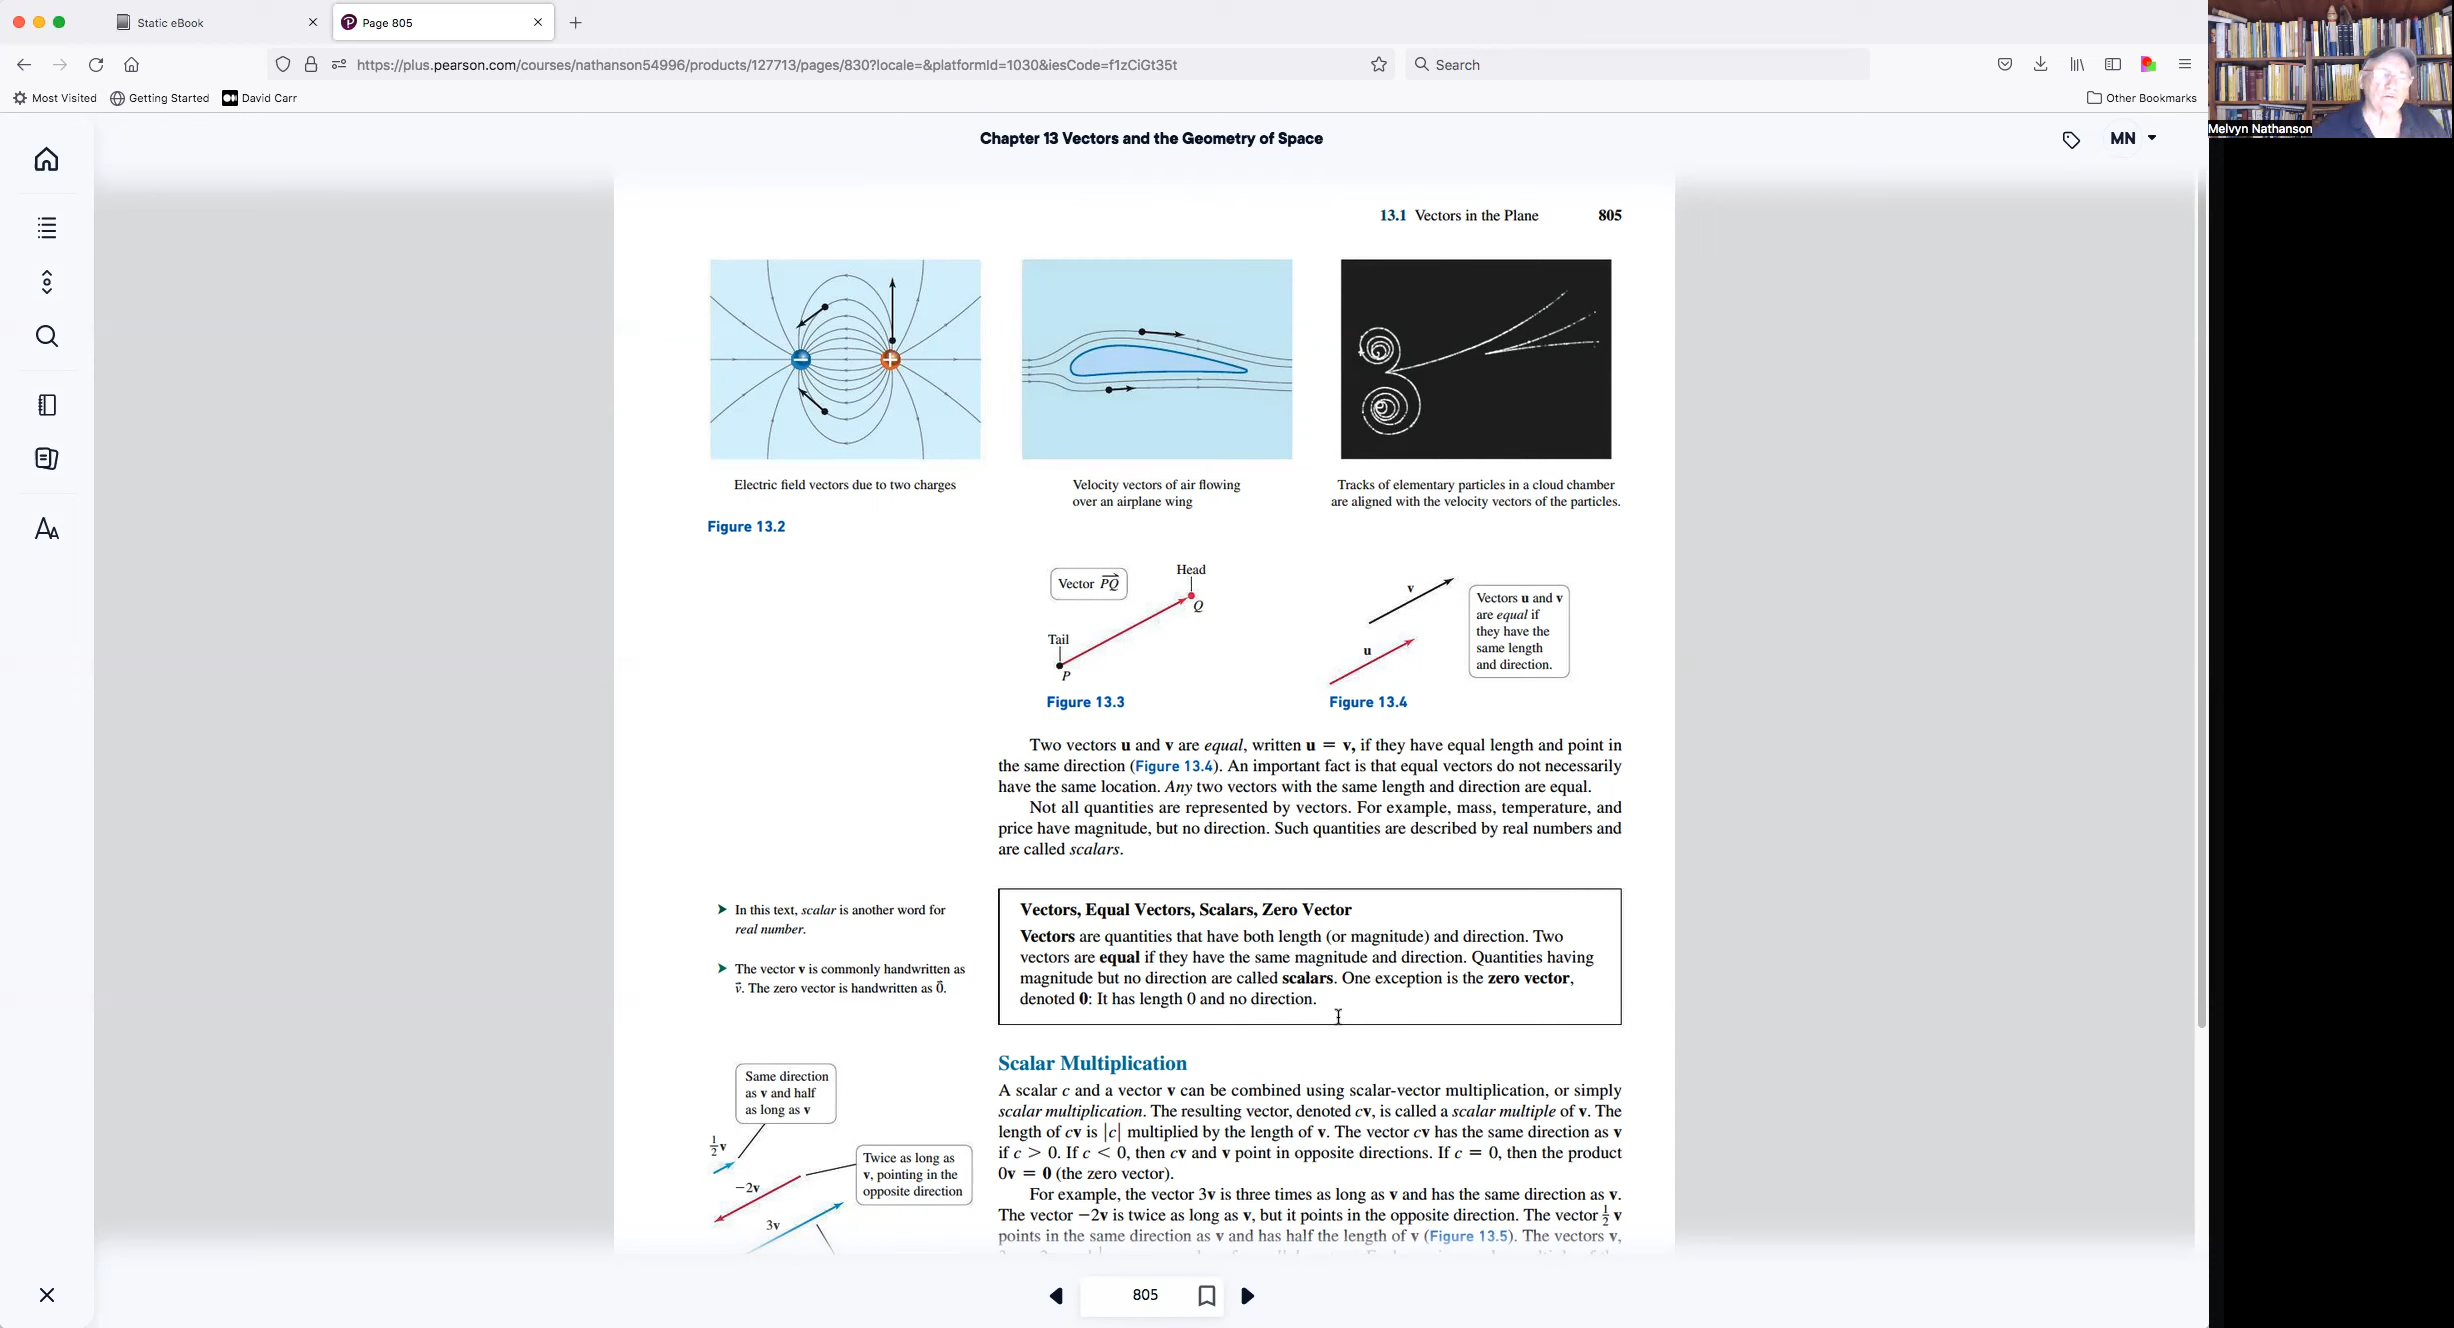 Static eBook
Page 805
https://plus.pearson.com/courses/nathanson54996/products/127713/pages/830?locale=&platformId=1030&iesCode=f1zCiGt35t
Search
Most Visited
Getting Started
David Carr
Other Bookmarks
Melvyn Nathanson
Chapter 13 Vectors and the Geometry of Space
MN
13.1 Vectors in the Plane 805
Electric field vectors due to two charges
Velocity vectors of air flowing
over an airplane wing
Tracks of elementary particles in a cloud chamber
are aligned with the velocity vectors of the particles.
Figure 13.2
Vector PQ⃗
Head
Q
Tail
P
Figure 13.3
v
u
Vectors u and v
are equal if
they have the
same length
and direction.
Figure 13.4
Two vectors u and v are equal, written u = v, if they have equal length and point in
the same direction (Figure 13.4). An important fact is that equal vectors do not necessarily
have the same location. Any two vectors with the same length and direction are equal.
Not all quantities are represented by vectors. For example, mass, temperature, and
price have magnitude, but no direction. Such quantities are described by real numbers and
are called scalars.
In this text, scalar is another word for
real number.
The vector v is commonly handwritten as
v⃗. The zero vector is handwritten as 0⃗.
Vectors, Equal Vectors, Scalars, Zero Vector
Vectors are quantities that have both length (or magnitude) and direction. Two
vectors are equal if they have the same magnitude and direction. Quantities having
magnitude but no direction are called scalars. One exception is the zero vector,
denoted 0: It has length 0 and no direction.
Same direction
as v and half
as long as v
½v
Twice as long as
v, pointing in the
opposite direction
−2v
3v
Scalar Multiplication
A scalar c and a vector v can be combined using scalar-vector multiplication, or simply
scalar multiplication. The resulting vector, denoted cv, is called a scalar multiple of v. The
length of cv is |c| multiplied by the length of v. The vector cv has the same direction as v
if c > 0. If c < 0, then cv and v point in opposite directions. If c = 0, then the product
0v = 0 (the zero vector).
For example, the vector 3v is three times as long as v and has the same direction as v.
The vector −2v is twice as long as v, but it points in the opposite direction. The vector ½v
points in the same direction as v and has half the length of v (Figure 13.5). The vectors v,
805